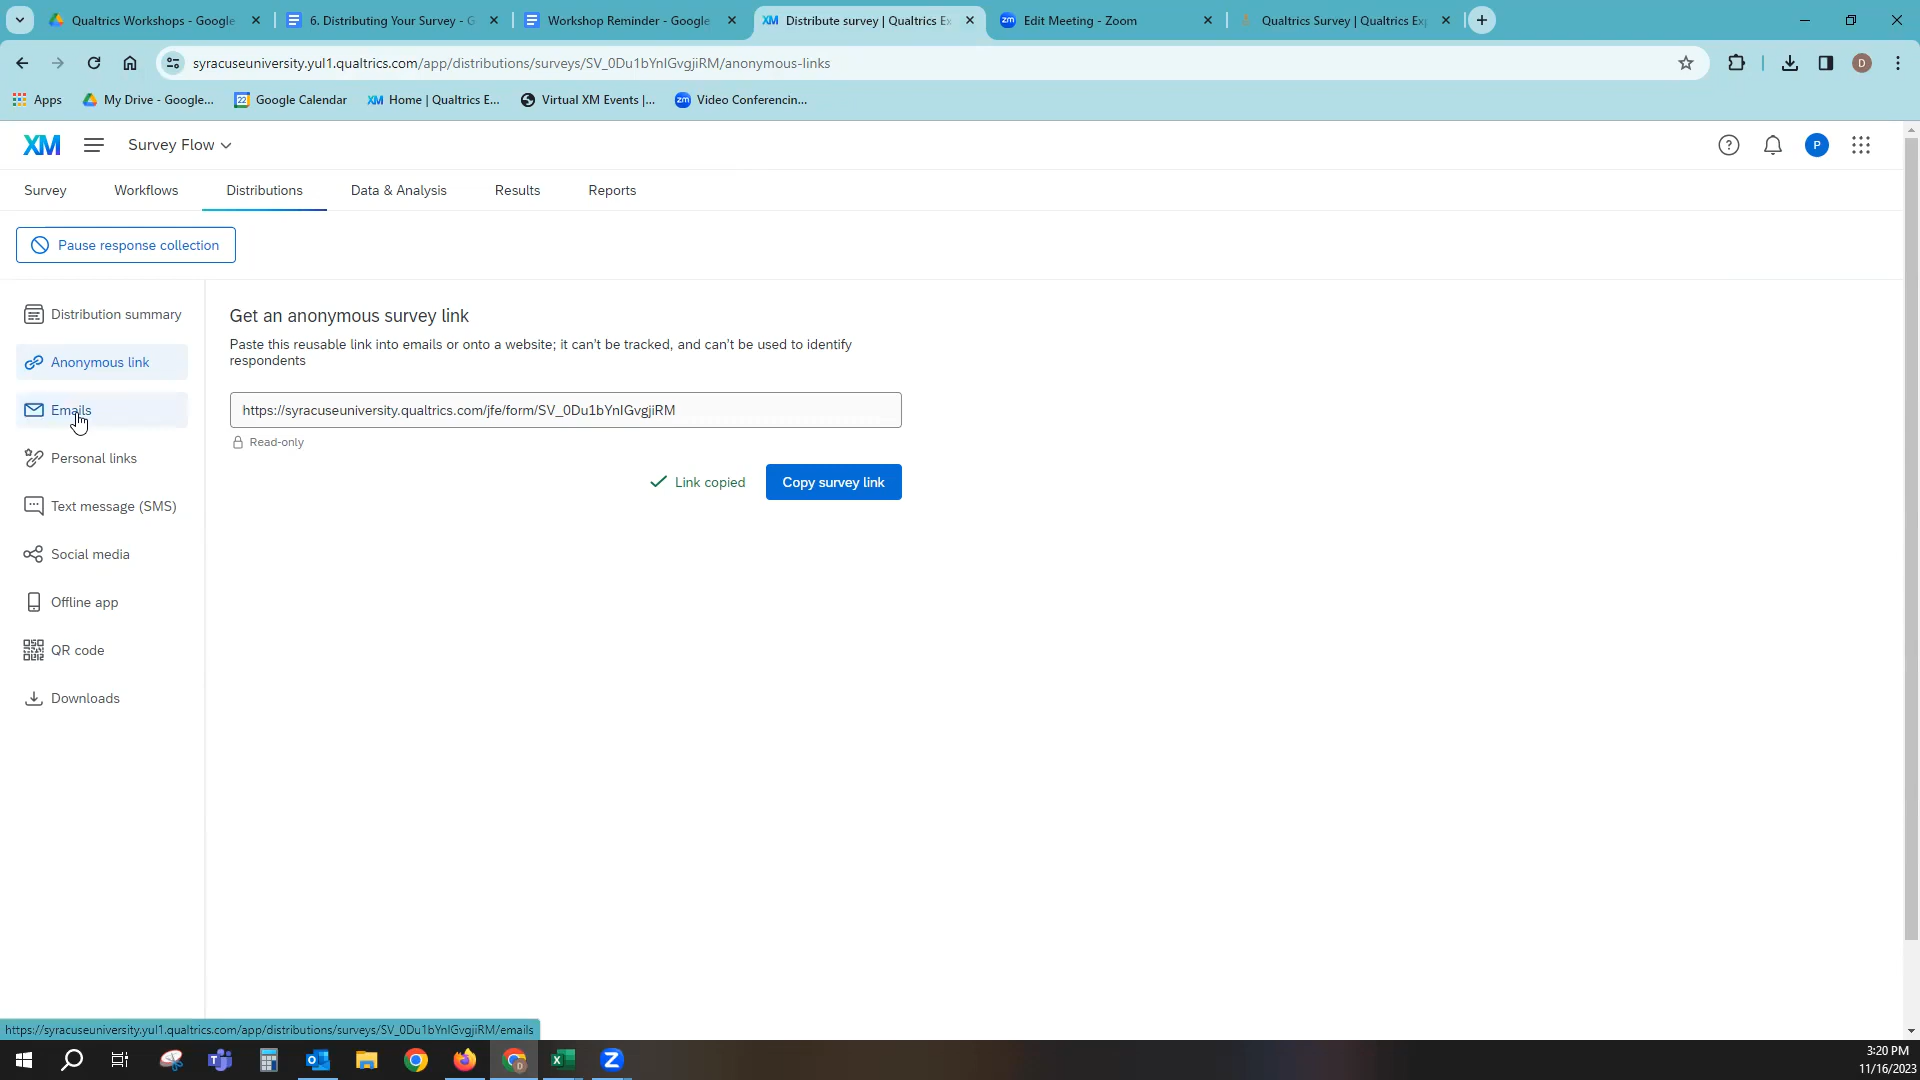 Qualtrics Workshops - Google
6. Distributing Your Survey - G
Workshop Reminder - Google
XM Distribute survey | Qualtrics Ex
zm Edit Meeting - Zoom
Qualtrics Survey | Qualtrics Exp
syracuseuniversity.yul1.qualtrics.com/app/distributions/surveys/SV_0Du1bYnIGvgjiRM/anonymous-links
D
Apps
My Drive - Google...
22 Google Calendar
XM Home | Qualtrics E...
Virtual XM Events |...
zm Video Conferencin...
XM
Survey Flow
?
P
Survey
Workflows
Distributions
Data & Analysis
Results
Reports
Pause response collection
Distribution summary
Anonymous link
Emails
Personal links
Text message (SMS)
Social media
Offline app
QR code
Downloads
Get an anonymous survey link
Paste this reusable link into emails or onto a website; it can't be tracked, and can't be used to identify
respondents
https://syracuseuniversity.qualtrics.com/jfe/form/SV_0Du1bYnIGvgjiRM
Read-only
Link copied
Copy survey link
https://syracuseuniversity.yul1.qualtrics.com/app/distributions/surveys/SV_0Du1bYnIGvgjiRM/emails
3:20 PM
11/16/2023